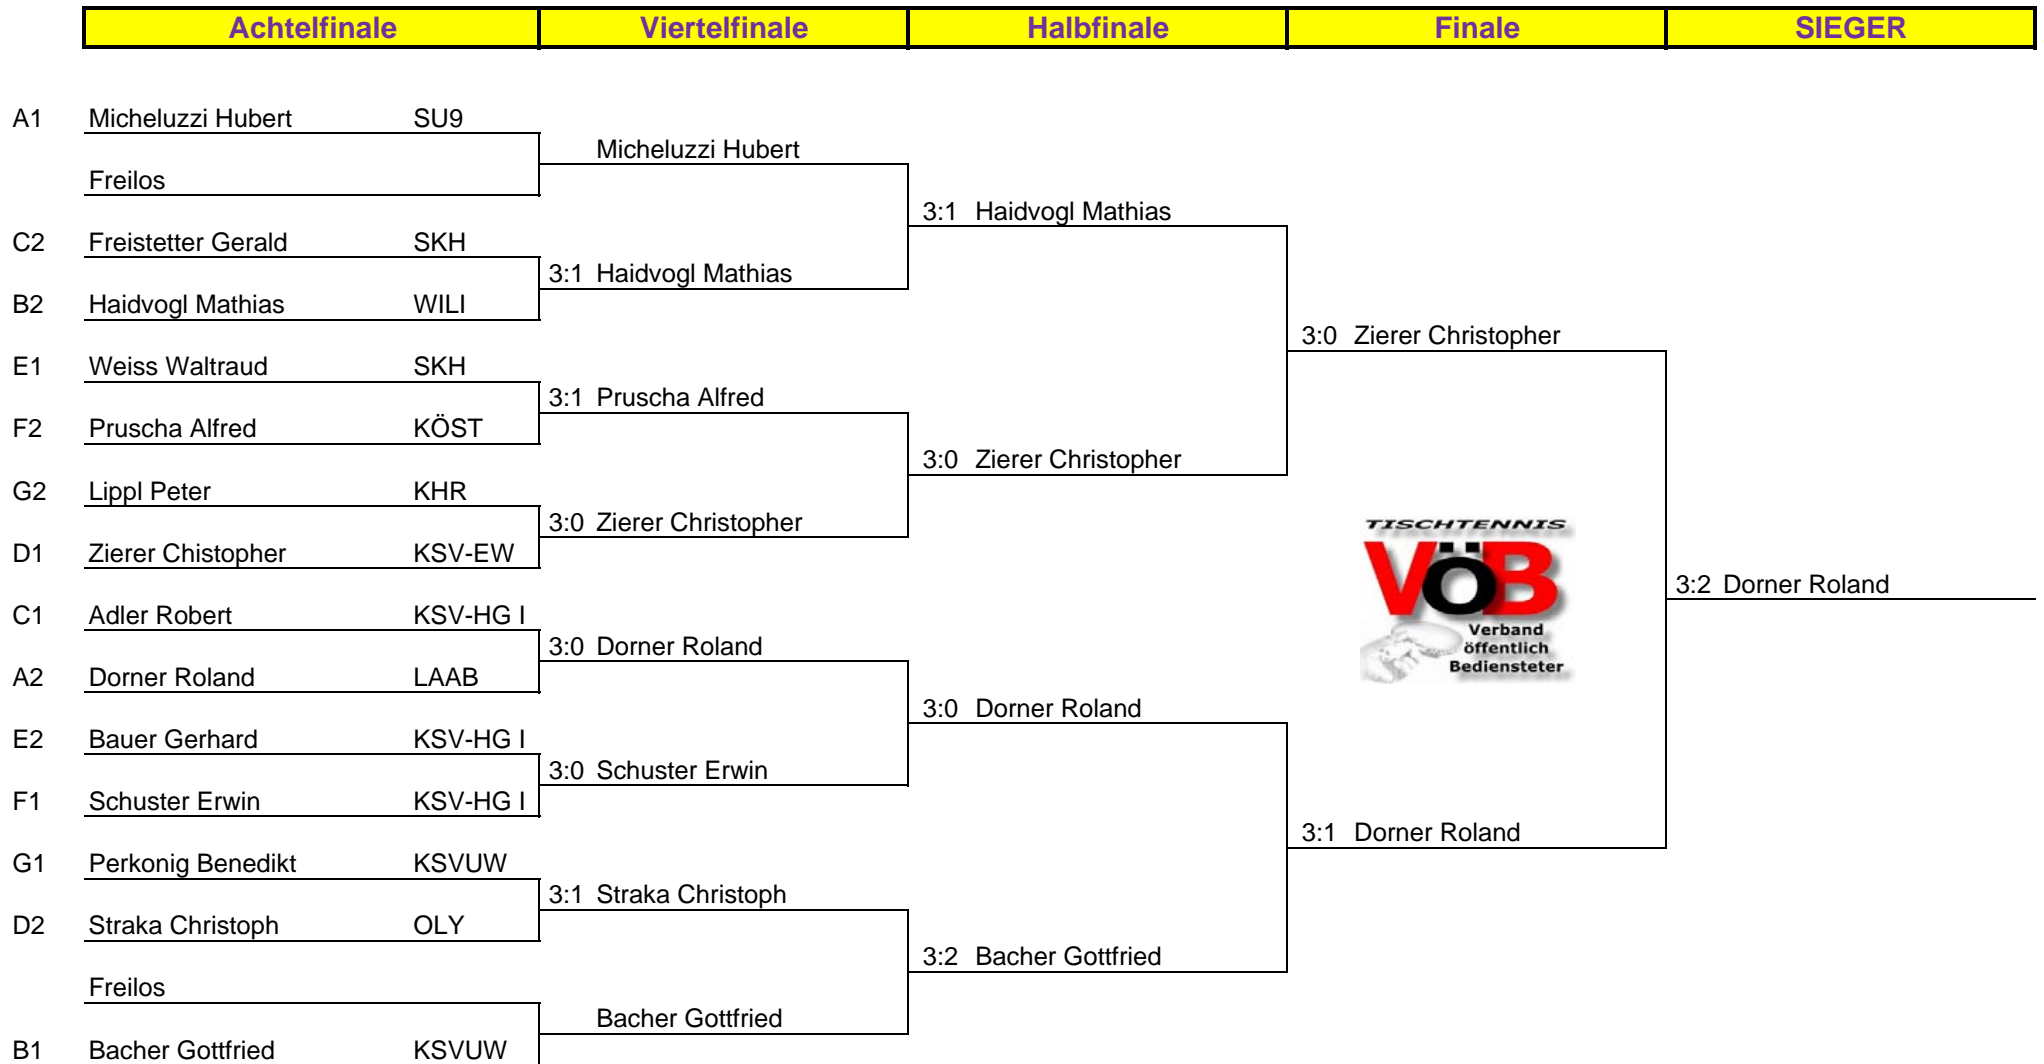 Achtelfinale Viertelfinale Halbfinale Finale SIEGER
A1 Micheluzzi Hubert SU9
Micheluzzi Hubert
Freilos
3:1 Haidvogl Mathias
C2 Freistetter Gerald SKH
3:1 Haidvogl Mathias
B2 Haidvogl Mathias WILI
3:0 Zierer Christopher
E1 Weiss Waltraud SKH
3:1 Pruscha Alfred
F2 Pruscha Alfred KÖST
3:0 Zierer Christopher
G2 Lippl Peter KHR
3:0 Zierer Christopher
TISCHTENNIS
D1 Zierer Chistopher KSV-EW
VÖB
3:2 Dorner Roland
C1 Adler Robert KSV-HG I
Verband
3:0 Dorner Roland
öffentlich
Bediensteter
A2 Dorner Roland LAAB
3:0 Dorner Roland
E2 Bauer Gerhard KSV-HG I
3:0 Schuster Erwin
F1 Schuster Erwin KSV-HG I
3:1 Dorner Roland
G1 Perkonig Benedikt KSVUW
3:1 Straka Christoph
D2 Straka Christoph OLY
3:2 Bacher Gottfried
Freilos
Bacher Gottfried
B1 Bacher Gottfried KSVUW